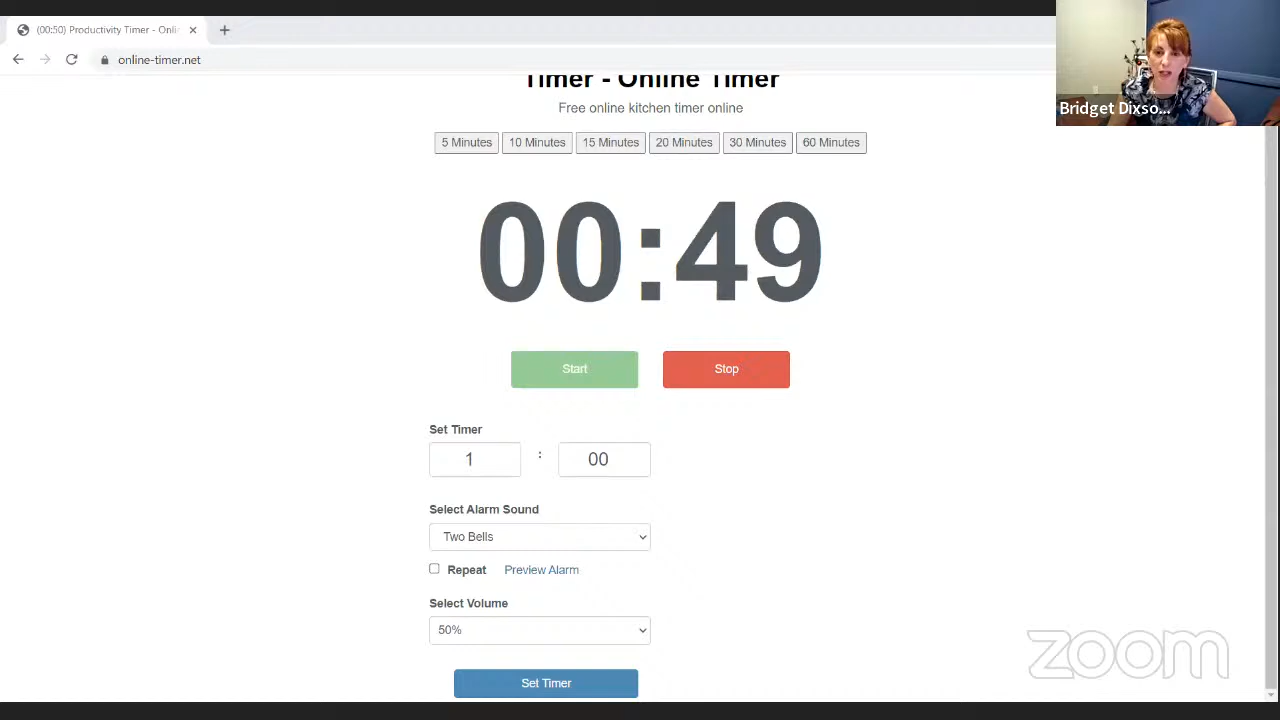 (00:50) Productivity Timer - Onli
online-timer.net
Timer - Online Timer
Free online kitchen timer online
5 Minutes 10 Minutes 15 Minutes 20 Minutes 30 Minutes 60 Minutes
00:49
Start Stop
Set Timer
1 : 00
Select Alarm Sound
Two Bells
Repeat Preview Alarm
Select Volume
50%
Set Timer
Bridget Dixso...
zoom